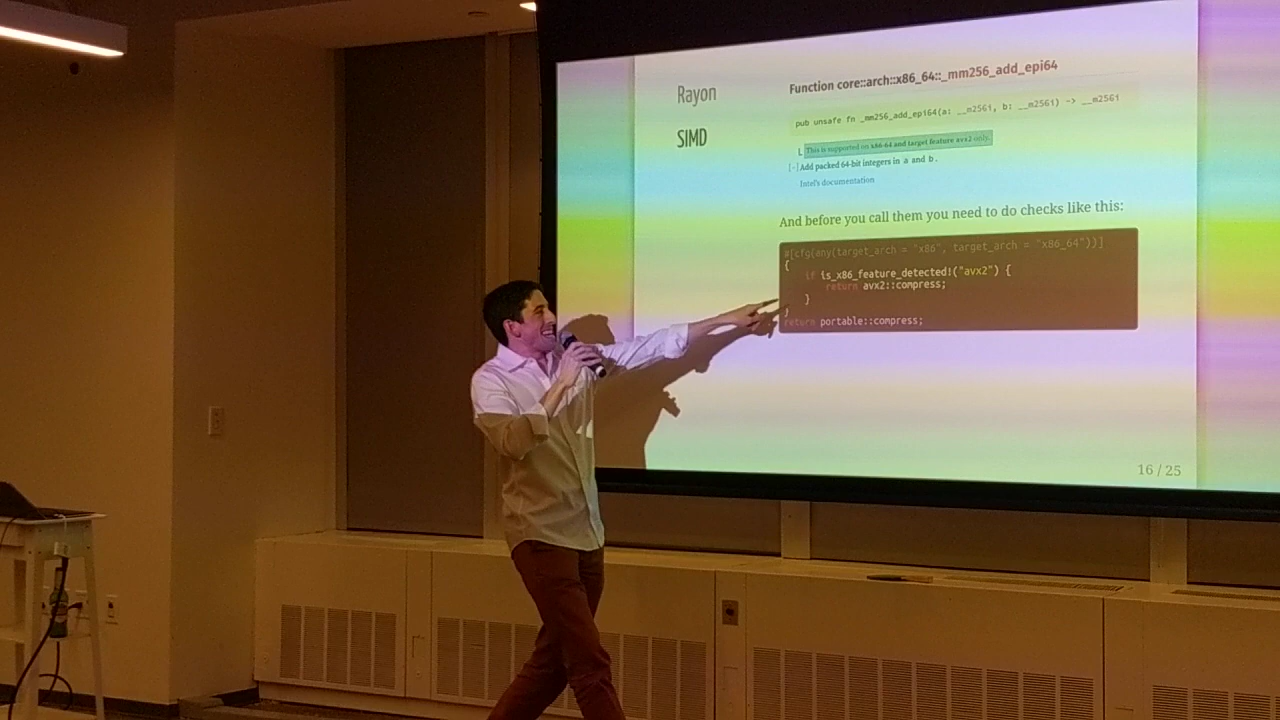 Rayon
SIMD
Function core::arch::x86_64::_mm256_add_epi64
pub unsafe fn _mm256_add_epi64(a: __m256i, b: __m256i) -> __m256i
This is supported on x86-64 and target feature avx2 only.
[-] Add packed 64-bit integers in a and b.
Intel's documentation
And before you call them you need to do checks like this:
#[cfg(any(target_arch = "x86", target_arch = "x86_64"))]
{
if is_x86_feature_detected!("avx2") {
return avx2::compress;
}
}
return portable::compress;
16 / 25